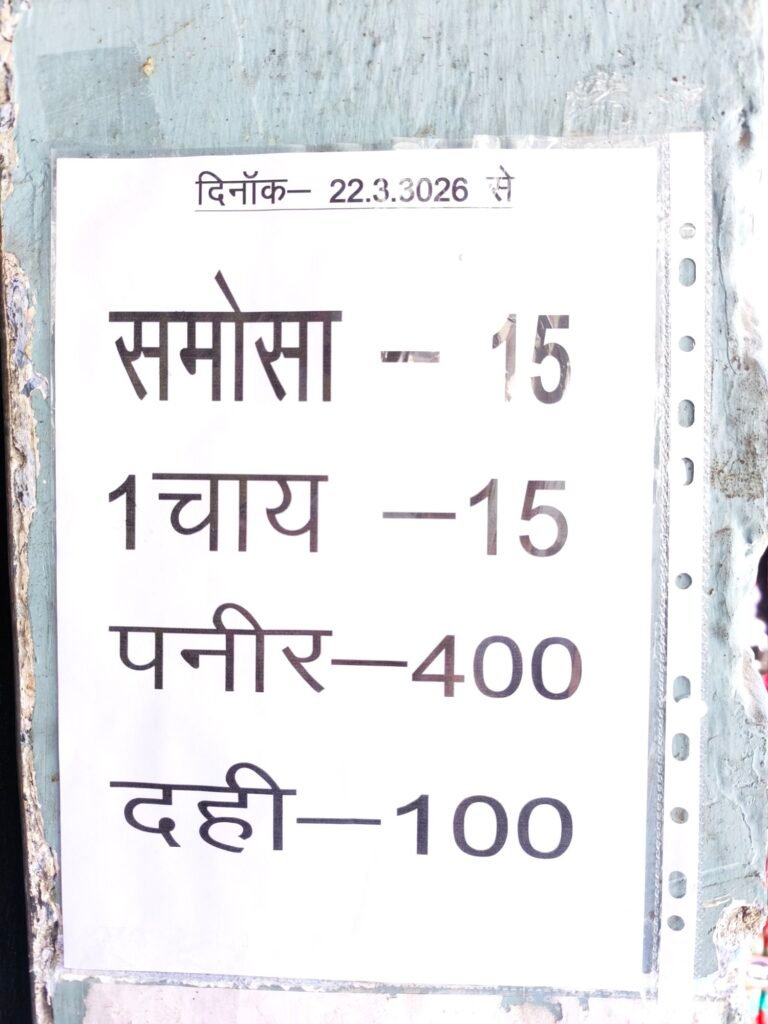 दिनॉक– 22.3.3026 से
समोसा – 15
1चाय –15
पनीर–400
दही–100